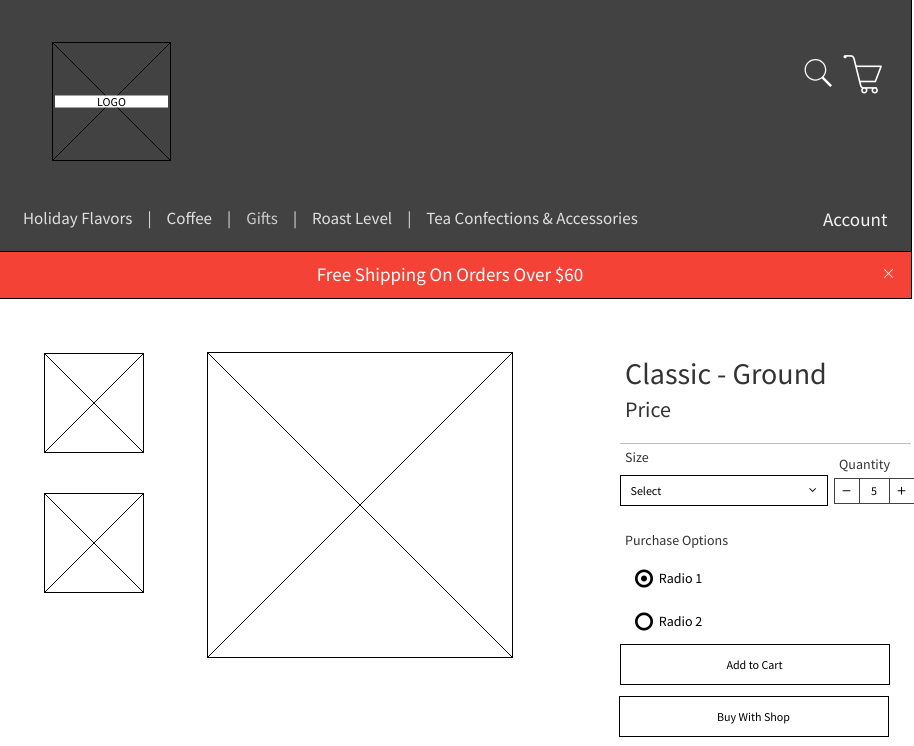 LOGO
Holiday Flavors | Coffee | Gifts | Roast Level | Tea Confections & Accessories
Account
Free Shipping On Orders Over $60
Classic - Ground
Price
Size
Quantity
Select
− 5 +
Purchase Options
Radio 1
Radio 2
Add to Cart
Buy With Shop